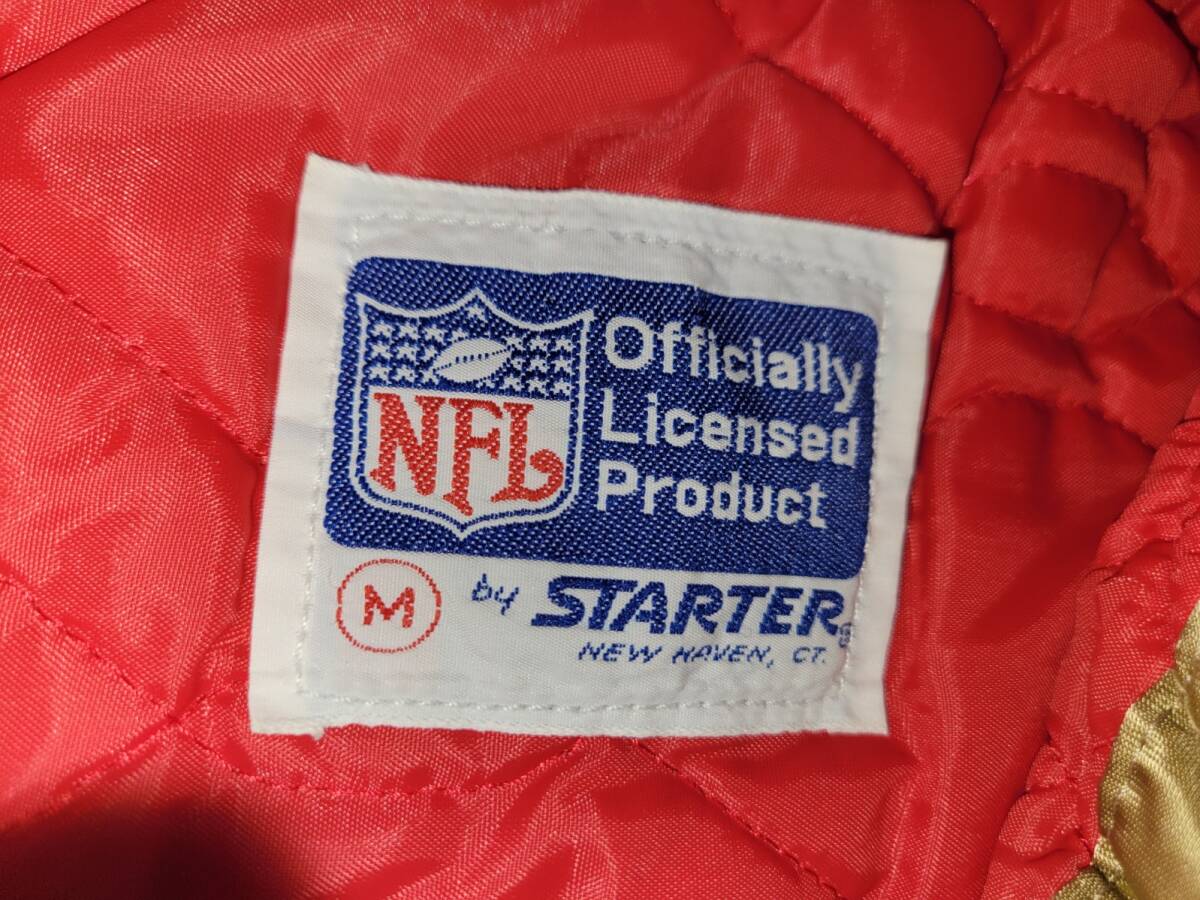 NFL
Officially
Licensed
Product
M
by STARTER®
NEW HAVEN, CT.